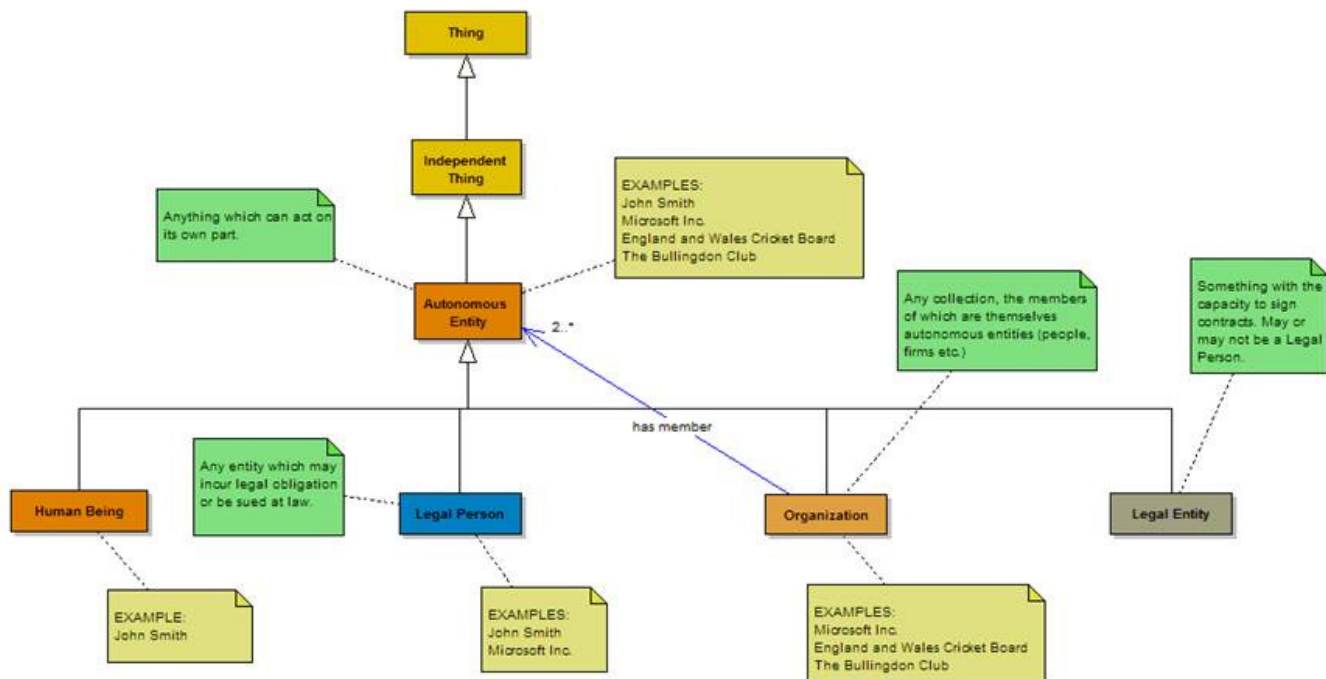 Thing
Independent
Thing
EXAMPLES:
John Smith
Microsoft Inc.
England and Wales Cricket Board
The Bullingdon Club
Anything which can act on
its own part.
Autonomous
Entity
2..*
Any collection, the members
of which are themselves
autonomous entities (people,
firms etc.)
Something with the
capacity to sign
contracts. May or
may not be a Legal
Person.
has member
Any entity which may
incur legal obligation
or be sued at law.
Human Being
Legal Person
Organization
Legal Entity
EXAMPLE:
John Smith
EXAMPLES:
John Smith
Microsoft Inc.
EXAMPLES:
Microsoft Inc.
England and Wales Cricket Board
The Bullingdon Club